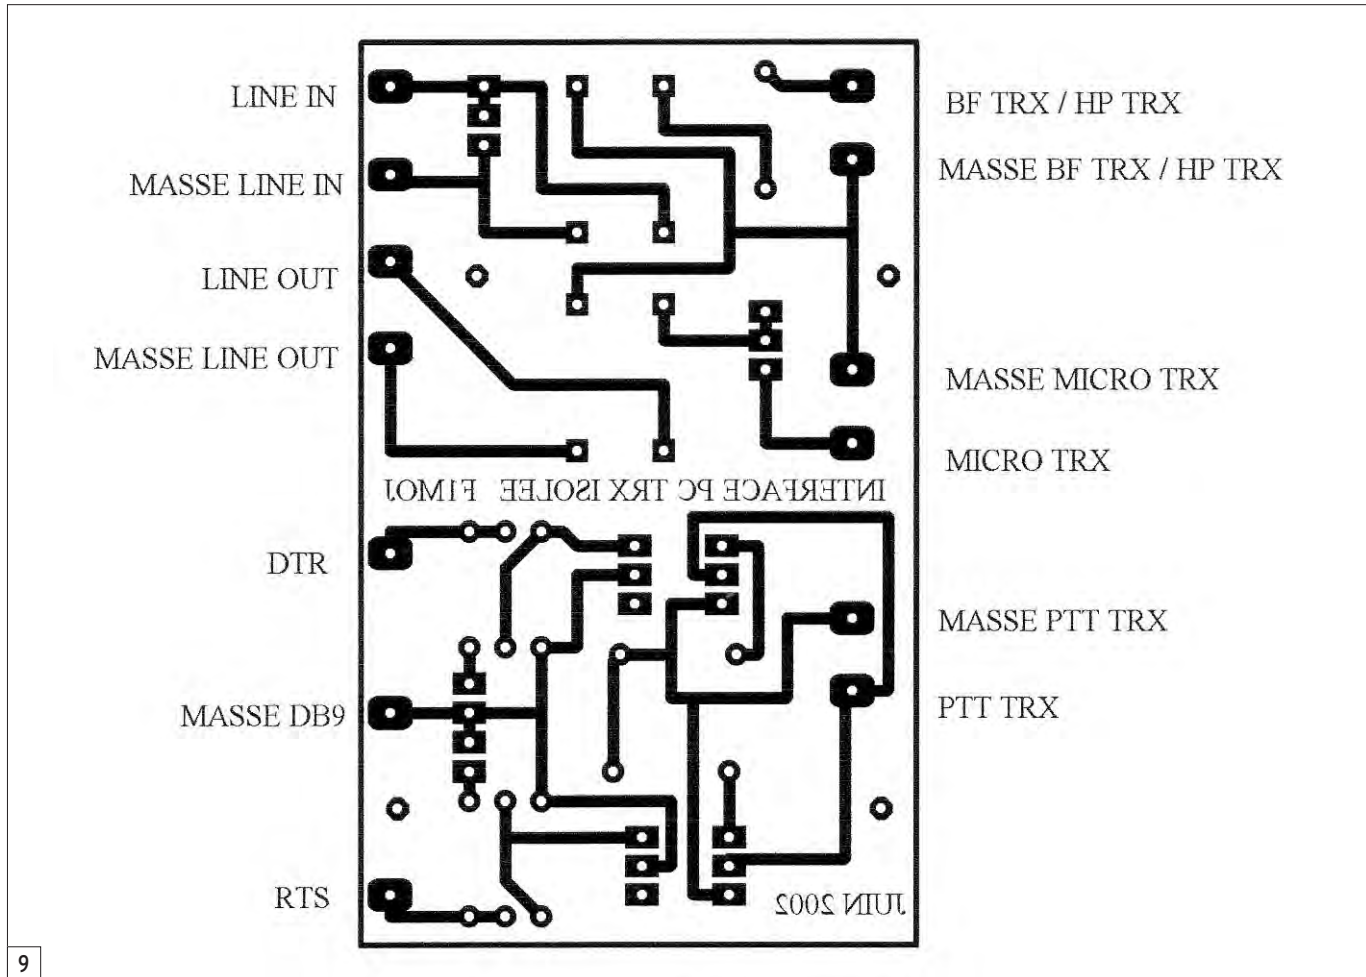 LINE IN
MASSE LINE IN
LINE OUT
MASSE LINE OUT
BF TRX / HP TRX
MASSE BF TRX / HP TRX
MASSE MICRO TRX
MICRO TRX
INTERFACE PC TRX ISOLEE F1MOJ
DTR
MASSE DB9
RTS
MASSE PTT TRX
PTT TRX
JUIN 2002
9